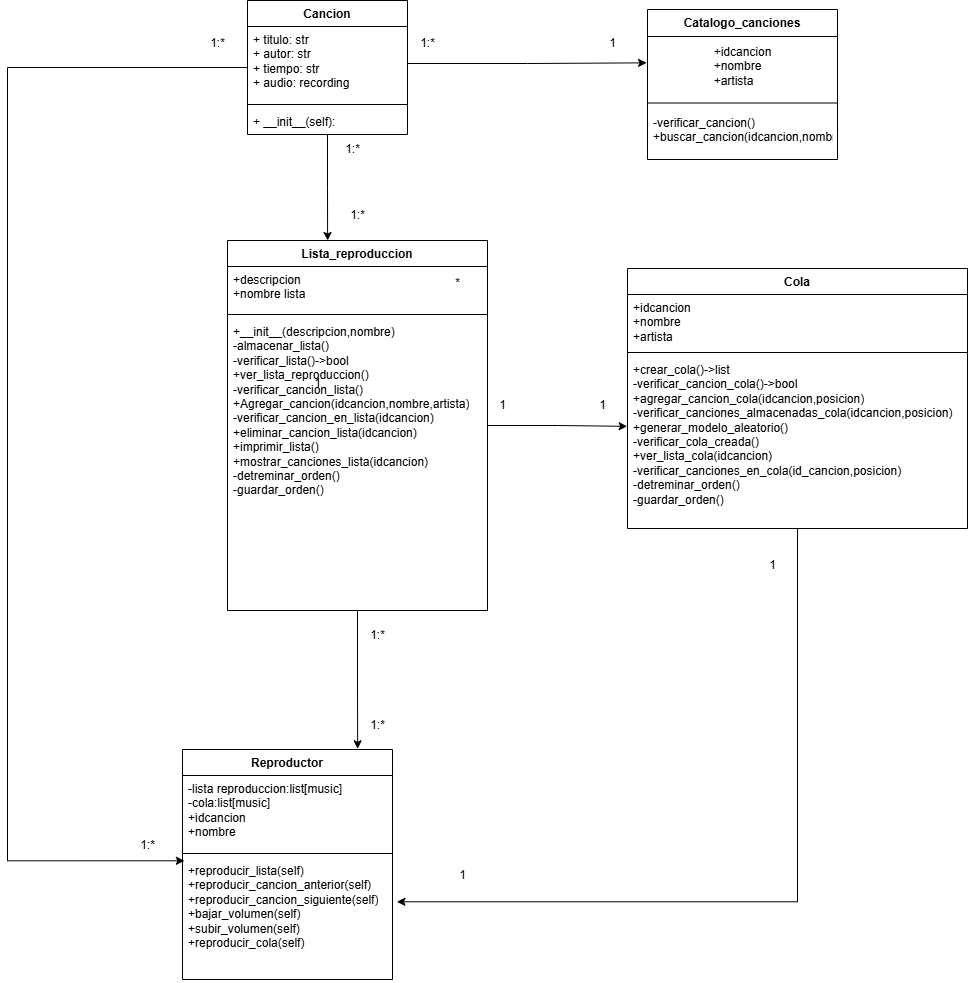 Cancion
+ titulo: str
+ autor: str
+ tiempo: str
+ audio: recording
+ __init__(self):
1:*
1:*
1
Catalogo_canciones
+idcancion
+nombre
+artista
-verificar_cancion()
+buscar_cancion(idcancion,nomb
1:*
1:*
Lista_reproduccion
+descripcion
*
+nombre lista
+__init__(descripcion,nombre)
-almacenar_lista()
-verificar_lista()->bool
+ver_lista_reproduccion()
1
-verificar_cancion_lista()
+Agregar_cancion(idcancion,nombre,artista)
-verificar_cancion_en_lista(idcancion)
+eliminar_cancion_lista(idcancion)
+imprimir_lista()
+mostrar_canciones_lista(idcancion)
-detreminar_orden()
-guardar_orden()
1
1
Cola
+idcancion
+nombre
+artista
+crear_cola()->list
-verificar_cancion_cola()->bool
+agregar_cancion_cola(idcancion,posicion)
-verificar_canciones_almacenadas_cola(idcancion,posicion)
+generar_modelo_aleatorio()
-verificar_cola_creada()
+ver_lista_cola(idcancion)
-verificar_canciones_en_cola(id_cancion,posicion)
-detreminar_orden()
-guardar_orden()
1
1:*
1:*
Reproductor
-lista reproduccion:list[music]
-cola:list[music]
+idcancion
+nombre
1:*
+reproducir_lista(self)
+reproducir_cancion_anterior(self)
+reproducir_cancion_siguiente(self)
+bajar_volumen(self)
+subir_volumen(self)
+reproducir_cola(self)
1